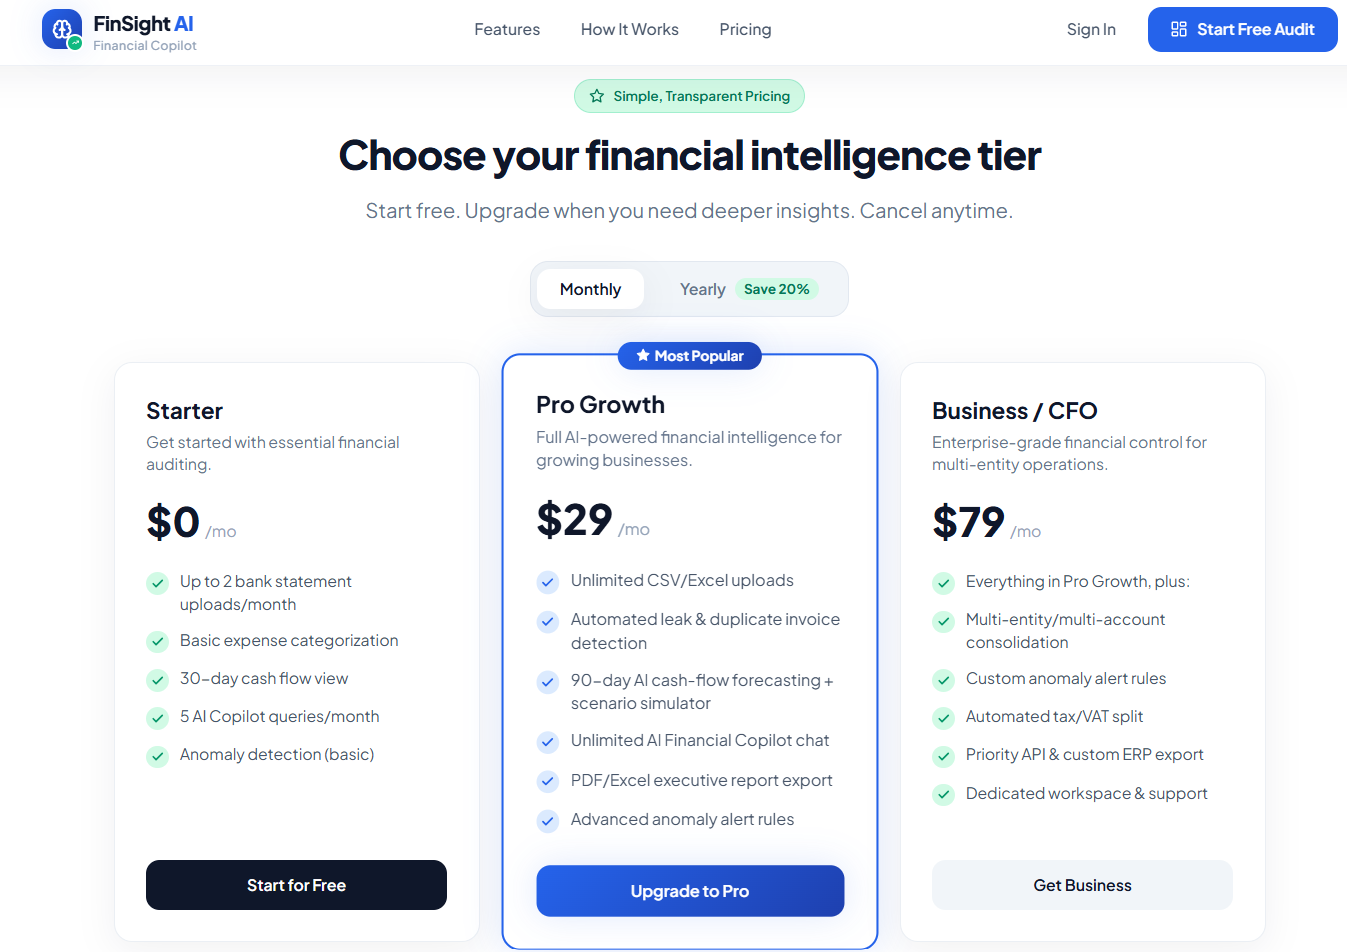 FinSight AI
Financial Copilot
Features
How It Works
Pricing
Sign In
Start Free Audit
Simple, Transparent Pricing
Choose your financial intelligence tier
Start free. Upgrade when you need deeper insights. Cancel anytime.
Monthly
Yearly
Save 20%
Starter
Get started with essential financial
auditing.
$0 /mo
Up to 2 bank statement
uploads/month
Basic expense categorization
30-day cash flow view
5 AI Copilot queries/month
Anomaly detection (basic)
Start for Free
Most Popular
Pro Growth
Full AI-powered financial intelligence for
growing businesses.
$29 /mo
Unlimited CSV/Excel uploads
Automated leak & duplicate invoice
detection
90-day AI cash-flow forecasting +
scenario simulator
Unlimited AI Financial Copilot chat
PDF/Excel executive report export
Advanced anomaly alert rules
Upgrade to Pro
Business / CFO
Enterprise-grade financial control for
multi-entity operations.
$79 /mo
Everything in Pro Growth, plus:
Multi-entity/multi-account
consolidation
Custom anomaly alert rules
Automated tax/VAT split
Priority API & custom ERP export
Dedicated workspace & support
Get Business